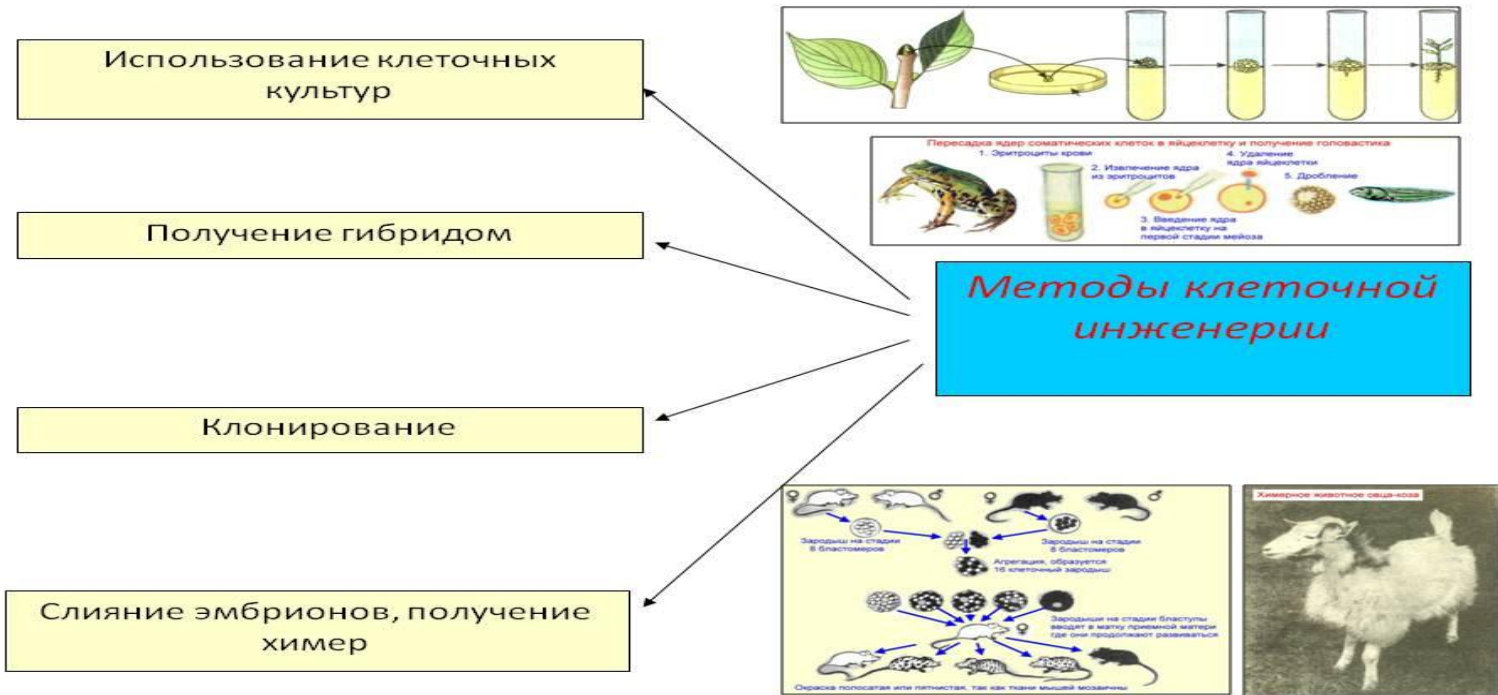 Использование клеточных
культур
Получение гибридом
Клонирование
Слияние эмбрионов, получение
химер
Методы клеточной
инженерии
Пересадка ядер соматических клеток в яйцеклетку и получение головастика
1. Эритроциты крови
2. Извлечение ядра
из эритроцитов
3. Введение ядра
в яйцеклетку на
первой стадии мейоза
4. Удаление
ядра яйцеклетки
5. Дробление
♀
♂
♀
♂
Зародыш на стадии
8 бластомеров
Зародыш на стадии
8 бластомеров
Агрегация, образуется
16 клеточный зародыш
Зародыши на стадии бластулы
вводят в матку приемной матери
где они продолжают развиваться
♀
Окраска полосатая или пятнистая, так как ткани мышей мозаичны
Химерное животное овца-коза